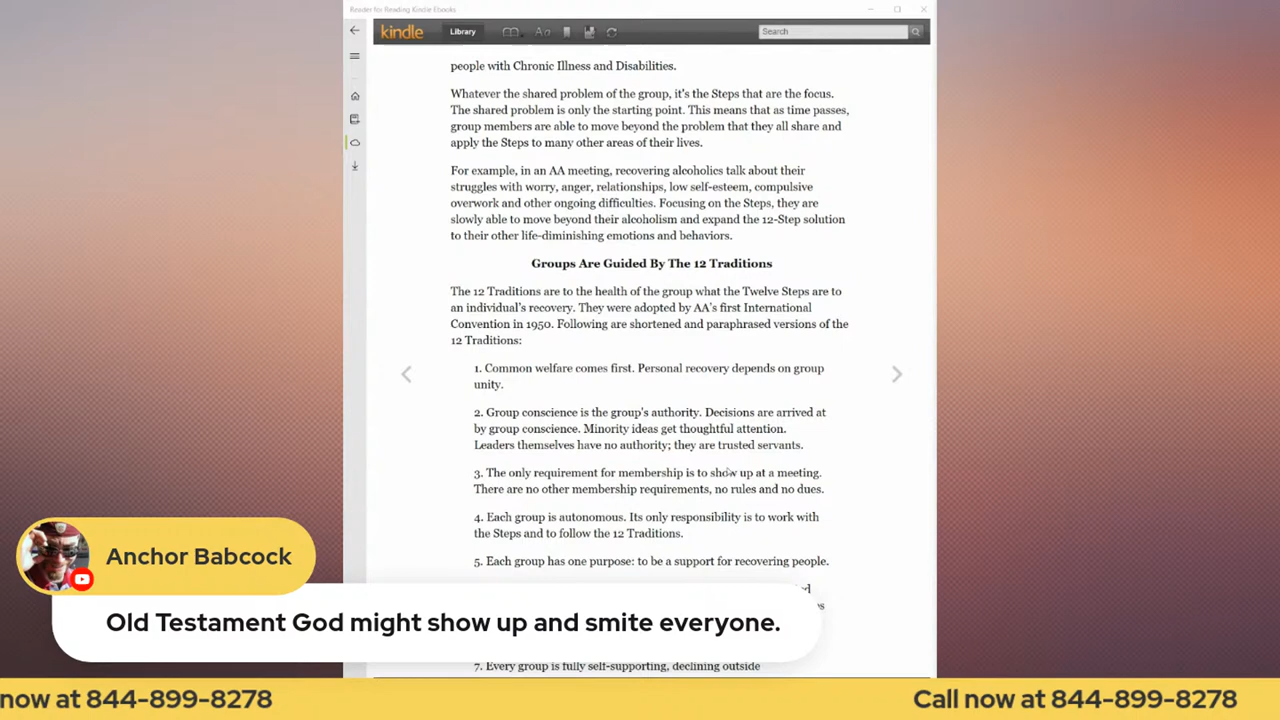 Reader for Reading Kindle Ebooks
kindle
Library
Search
people with Chronic Illness and Disabilities.
Whatever the shared problem of the group, it's the Steps that are the focus.
The shared problem is only the starting point. This means that as time passes,
group members are able to move beyond the problem that they all share and
apply the Steps to many other areas of their lives.
For example, in an AA meeting, recovering alcoholics talk about their
struggles with worry, anger, relationships, low self-esteem, compulsive
overwork and other ongoing difficulties. Focusing on the Steps, they are
slowly able to move beyond their alcoholism and expand the 12-Step solution
to their other life-diminishing emotions and behaviors.
Groups Are Guided By The 12 Traditions
The 12 Traditions are to the health of the group what the Twelve Steps are to
an individual's recovery. They were adopted by AA's first International
Convention in 1950. Following are shortened and paraphrased versions of the
12 Traditions:
1. Common welfare comes first. Personal recovery depends on group
unity.
2. Group conscience is the group's authority. Decisions are arrived at
by group conscience. Minority ideas get thoughtful attention.
Leaders themselves have no authority; they are trusted servants.
3. The only requirement for membership is to show up at a meeting.
There are no other membership requirements, no rules and no dues.
4. Each group is autonomous. Its only responsibility is to work with
the Steps and to follow the 12 Traditions.
5. Each group has one purpose: to be a support for recovering people.
7. Every group is fully self-supporting, declining outside
Anchor Babcock
Old Testament God might show up and smite everyone.
now at 844-899-8278
Call now at 844-899-8278